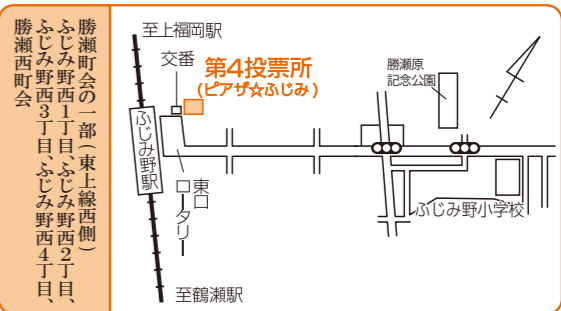 勝瀬町会の一部(東上線西側)
ふじみ野西1丁目、ふじみ野西2丁目、
ふじみ野西3丁目、ふじみ野西4丁目、
勝瀬西町会
至上福岡駅
交番
第4投票所
(ピアザ☆ふじみ)
勝瀬原
記念公園
ふじみ野駅
東口
ロータリー
ふじみ野小学校
至鶴瀬駅